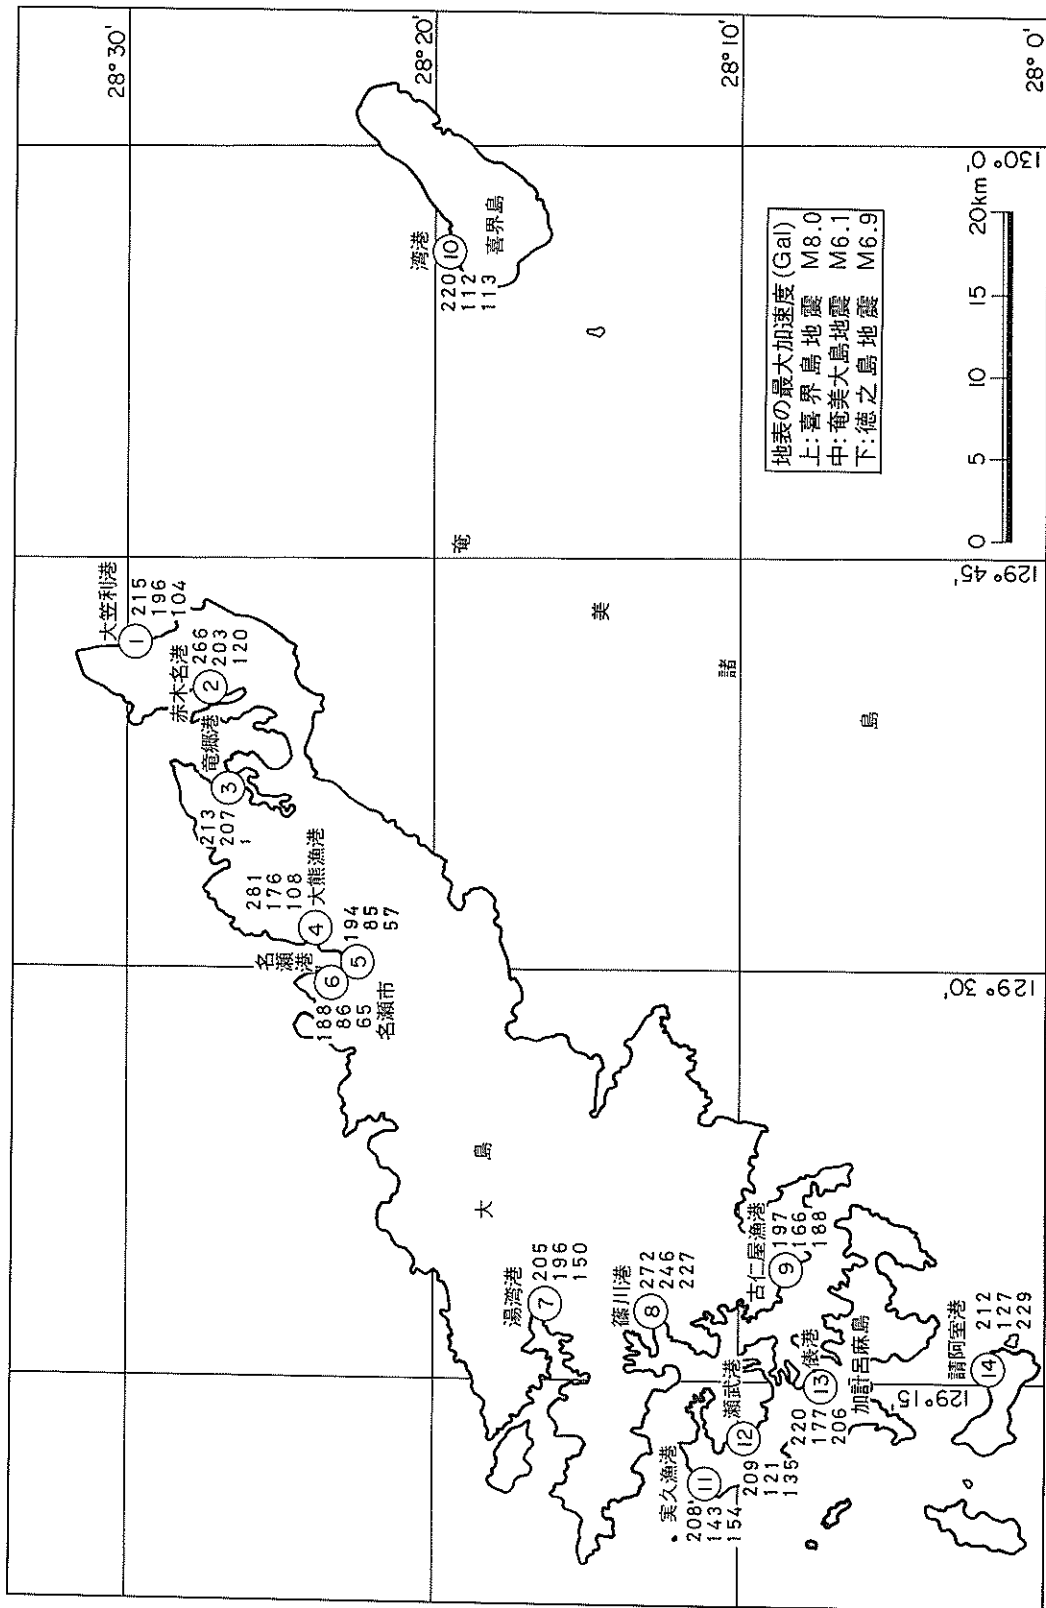 28° 30'
28° 20'
28° 10'
28° 0'
130° 0'
129° 45'
129° 30'
129° 15'
大笠利港
1
215
196
104
赤木名港
2
266
203
120
竜郷港
3
213
207
1
大熊漁港
4
281
176
108
5
194
85
57
名瀬港
6
188
86
65
名瀬市
湯湾港
7
205
196
150
篠川港
8
272
246
227
古仁屋漁港
9
197
166
188
湾港
10
220
112
113
喜界島
実久漁港
11
208
143
154
瀬武港
12
209
121
135
俵港
13
220
177
206
加計呂麻島
請阿室港
14
212
127
229
大島
奄美諸島
地表の最大加速度(Gal)
上:喜界島地震 M8.0
中:奄美大島地震 M6.1
下:徳之島地震 M6.9
0 5 10 15 20km